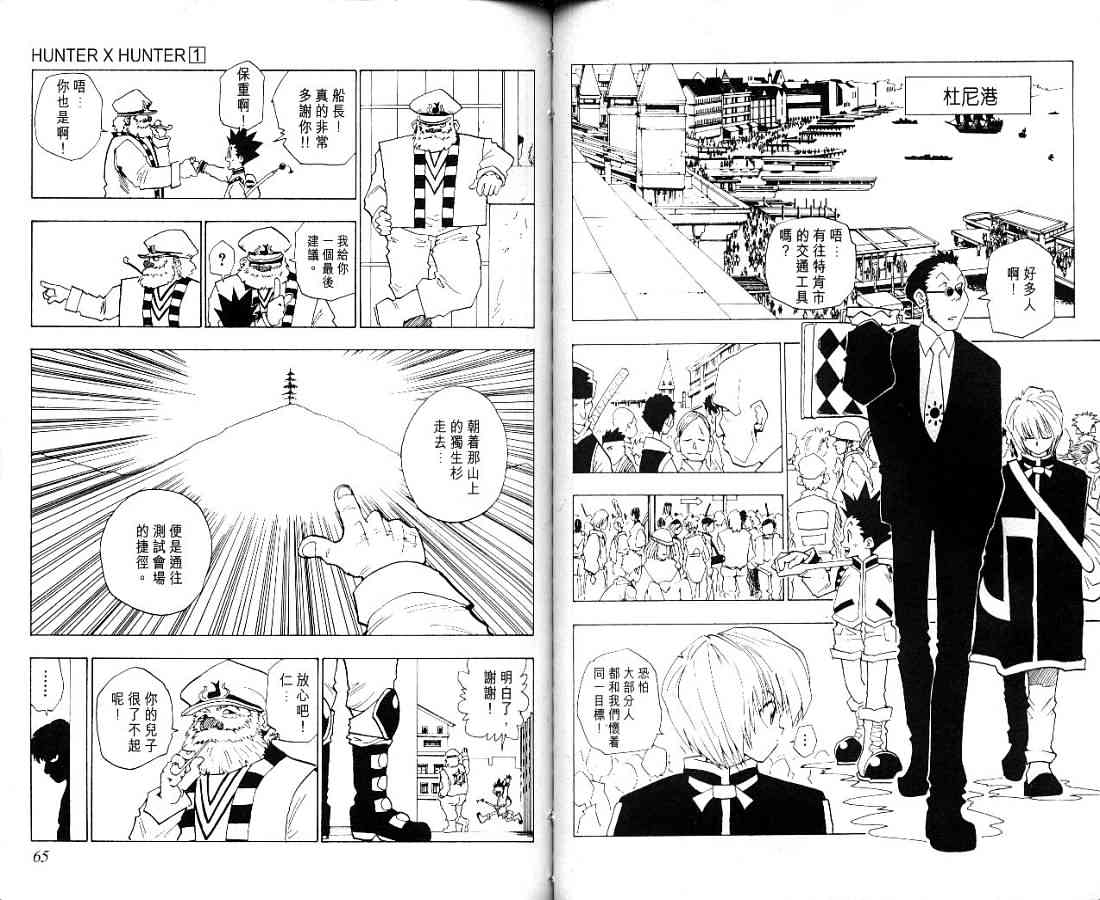 杜尼港
好多人
啊！
唔…
有往特肯市
的交通工具
嗎？
…
恐怕
大部分人
都和我們懷着
同一目標！
HUNTER X HUNTER 1
船長！
真的非常
多謝你!!
保重啊！
唔…
你也是啊！
我給你
一個最後
建議。
？
朝着那山上
的獨生杉
走去…
便是通往
測試會場
的捷徑。
明白了，
謝謝！
放心吧！
仁…
你的兒子
很了不起
呢！
……
65